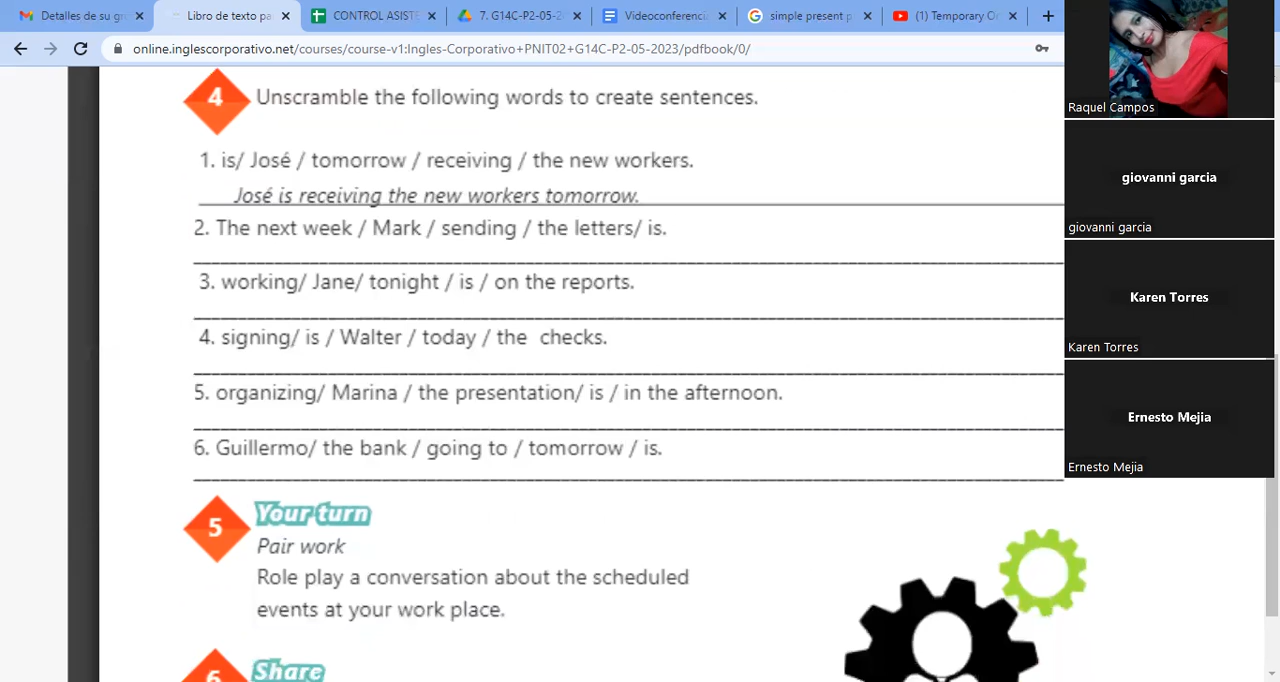 Detalles de su gr
Libro de texto pa
CONTROL ASIST
7. G14C-P2-05-2
Videoconferenci
simple present p
(1) Temporary O
online.inglescorporativo.net/courses/course-v1:Ingles-Corporativo+PNIT02+G14C-P2-05-2023/pdfbook/0/
4 Unscramble the following words to create sentences.
1. is/ José / tomorrow / receiving / the new workers.
José is receiving the new workers tomorrow.
2. The next week / Mark / sending / the letters/ is.
3. working/ Jane/ tonight / is / on the reports.
4. signing/ is / Walter / today / the checks.
5. organizing/ Marina / the presentation/ is / in the afternoon.
6. Guillermo/ the bank / going to / tomorrow / is.
5 Your turn
Pair work
Role play a conversation about the scheduled
events at your work place.
6 Share
Raquel Campos
giovanni garcia
giovanni garcia
Karen Torres
Karen Torres
Ernesto Mejia
Ernesto Mejia